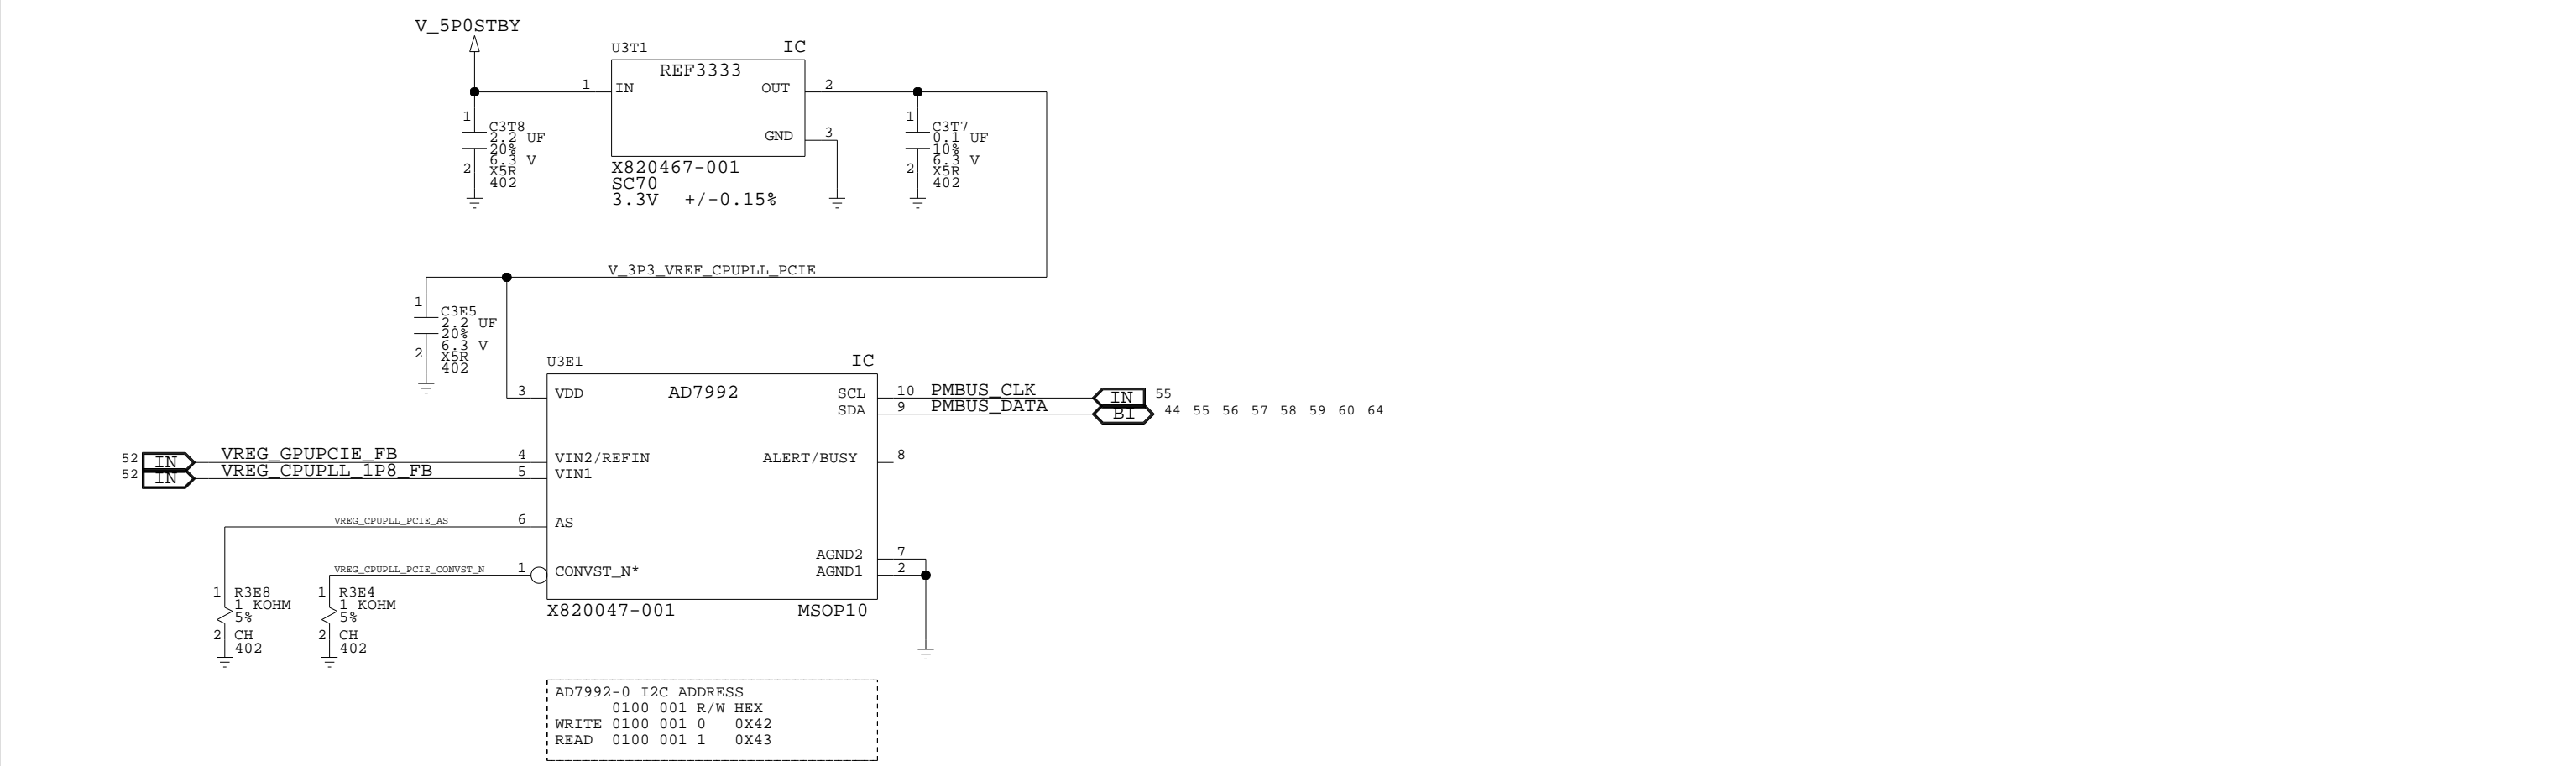 V_5P0STBY
U3T1 IC
REF3333
1 IN OUT 2
GND 3
X820467-001
SC70
3.3V +/-0.15%
1
C3T8
2.2 UF
20%
6.3 V
X5R
402
2
1
C3T7
0.1 UF
10%
6.3 V
X5R
402
2
V_3P3_VREF_CPUPLL_PCIE
1
C3E5
2.2 UF
20%
6.3 V
X5R
402
2
U3E1 IC
AD7992
3 VDD SCL 10 PMBUS_CLK IN 55
SDA 9 PMBUS_DATA BI 44 55 56 57 58 59 60 64
52 IN VREG_GPUPCIE_FB 4 VIN2/REFIN ALERT/BUSY 8
52 IN VREG_CPUPLL_1P8_FB 5 VIN1
VREG_CPUPLL_PCIE_AS 6 AS
AGND2 7
VREG_CPUPLL_PCIE_CONVST_N 1 CONVST_N* AGND1 2
X820047-001 MSOP10
1 R3E8
1 KOHM
5%
2 CH
402
1 R3E4
1 KOHM
5%
2 CH
402
AD7992-0 I2C ADDRESS
0100 001 R/W HEX
WRITE 0100 001 0 0X42
READ 0100 001 1 0X43